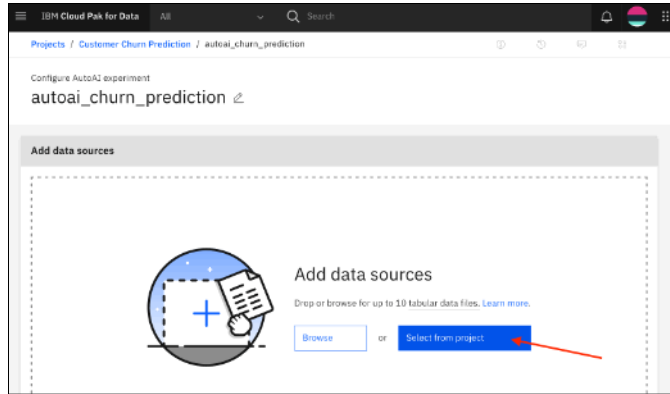 IBM Cloud Pak for Data All Search
Projects / Customer Churn Prediction / autoai_churn_prediction
Configure AutoAI experiment
autoai_churn_prediction
Add data sources
Add data sources
Drop or browse for up to 10 tabular data files. Learn more.
Browse or Select from project